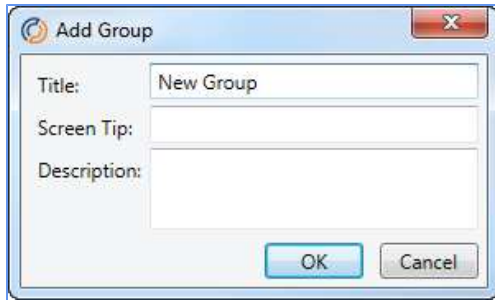 Add Group
Title: New Group
Screen Tip:
Description:
OK Cancel